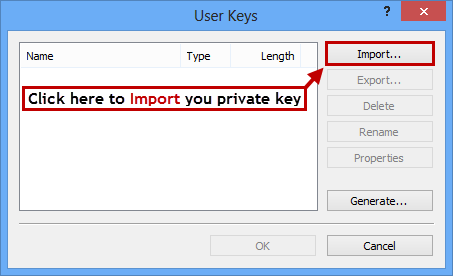 User Keys
?
Name Type Length
Import...
Export...
Click here to Import you private key
Delete
Rename
Properties
Generate...
OK Cancel